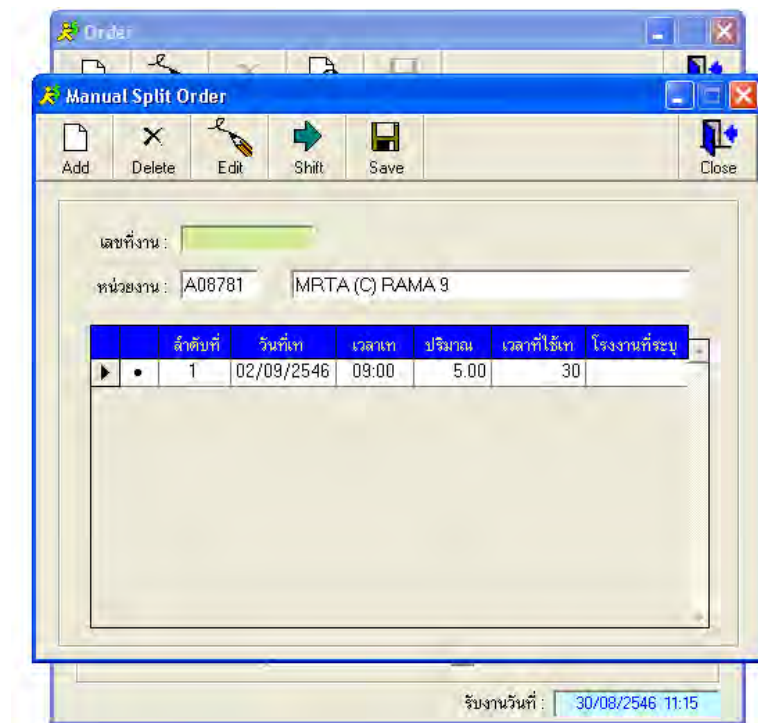 Order
Manual Split Order
Add Delete Edit Shift Save Close
เลขที่งาน :
หน่วยงาน : A08781 MRTA (C) RAMA 9
ลำดับที่ วันที่เท เวลาเท ปริมาณ เวลาที่ใช้เท โรงงานที่ระบุ
1 02/09/2546 09:00 5.00 30
รับงานวันที่ : 30/08/2546 11:15